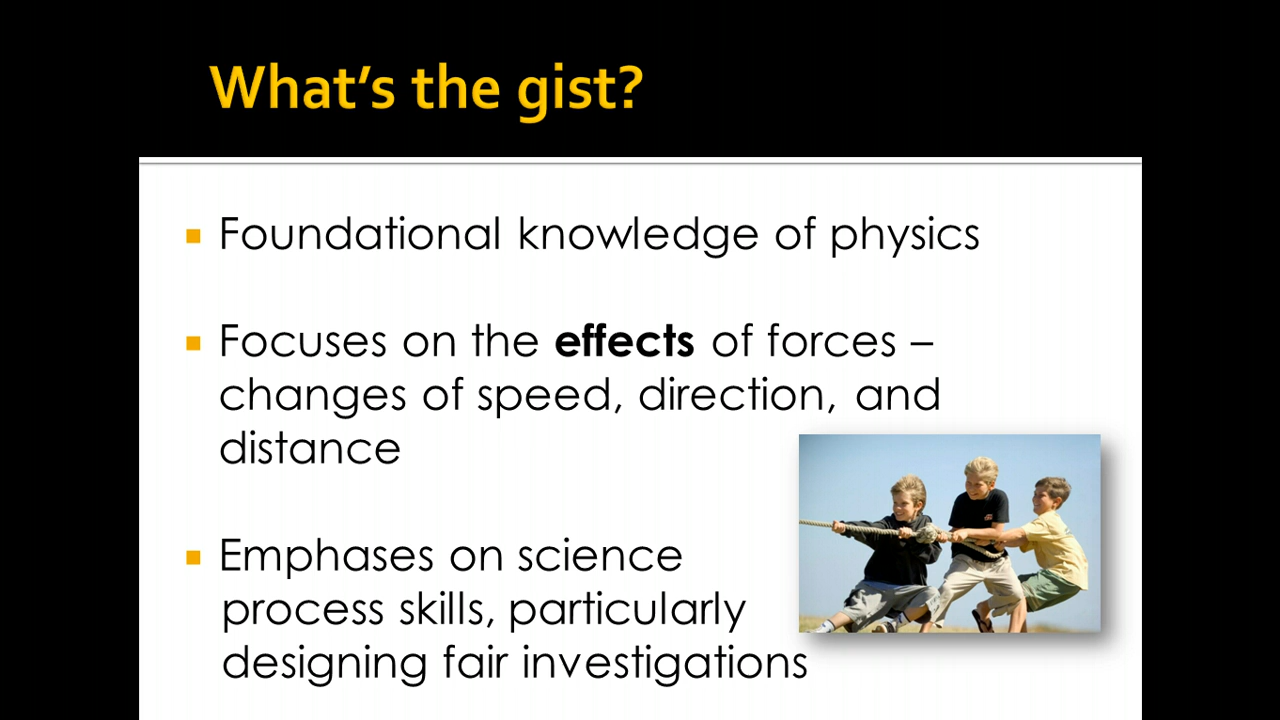 What's the gist?
▪ Foundational knowledge of physics
▪ Focuses on the effects of forces –
changes of speed, direction, and
distance
▪ Emphases on science
process skills, particularly
designing fair investigations